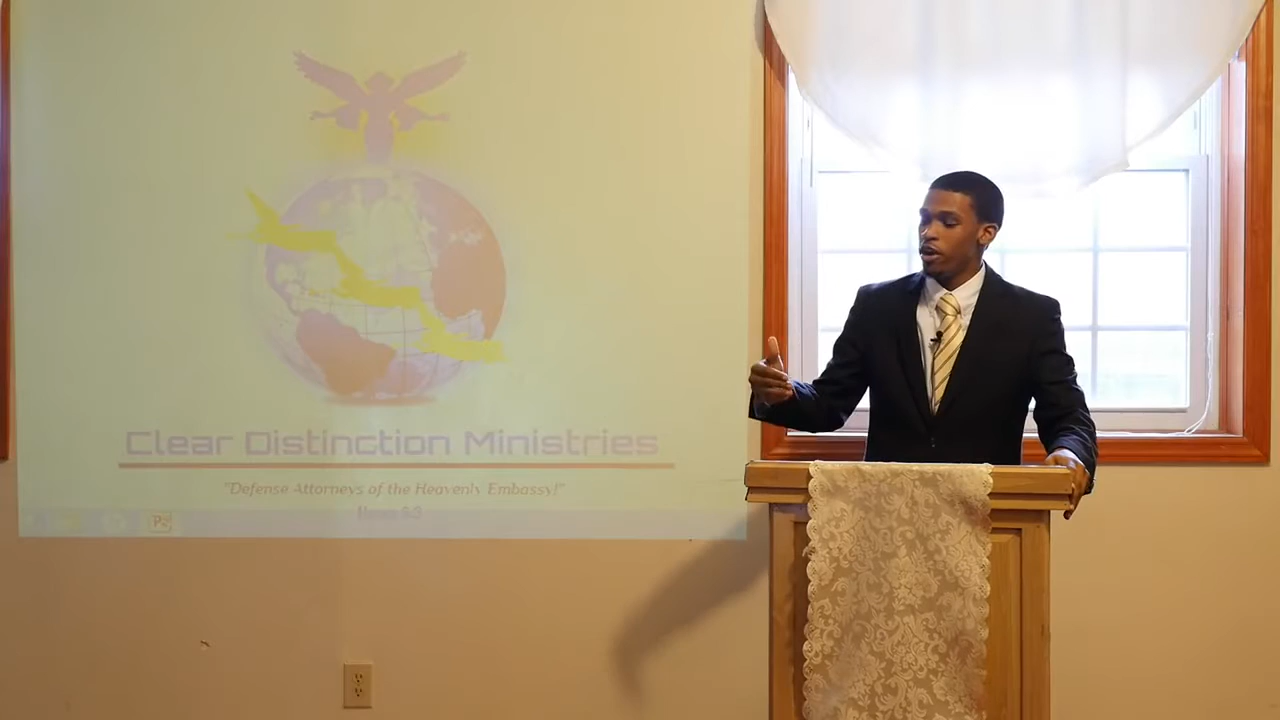 Clear Distinction Ministries
"Defense Attorneys of the Heavenly Embassy!"